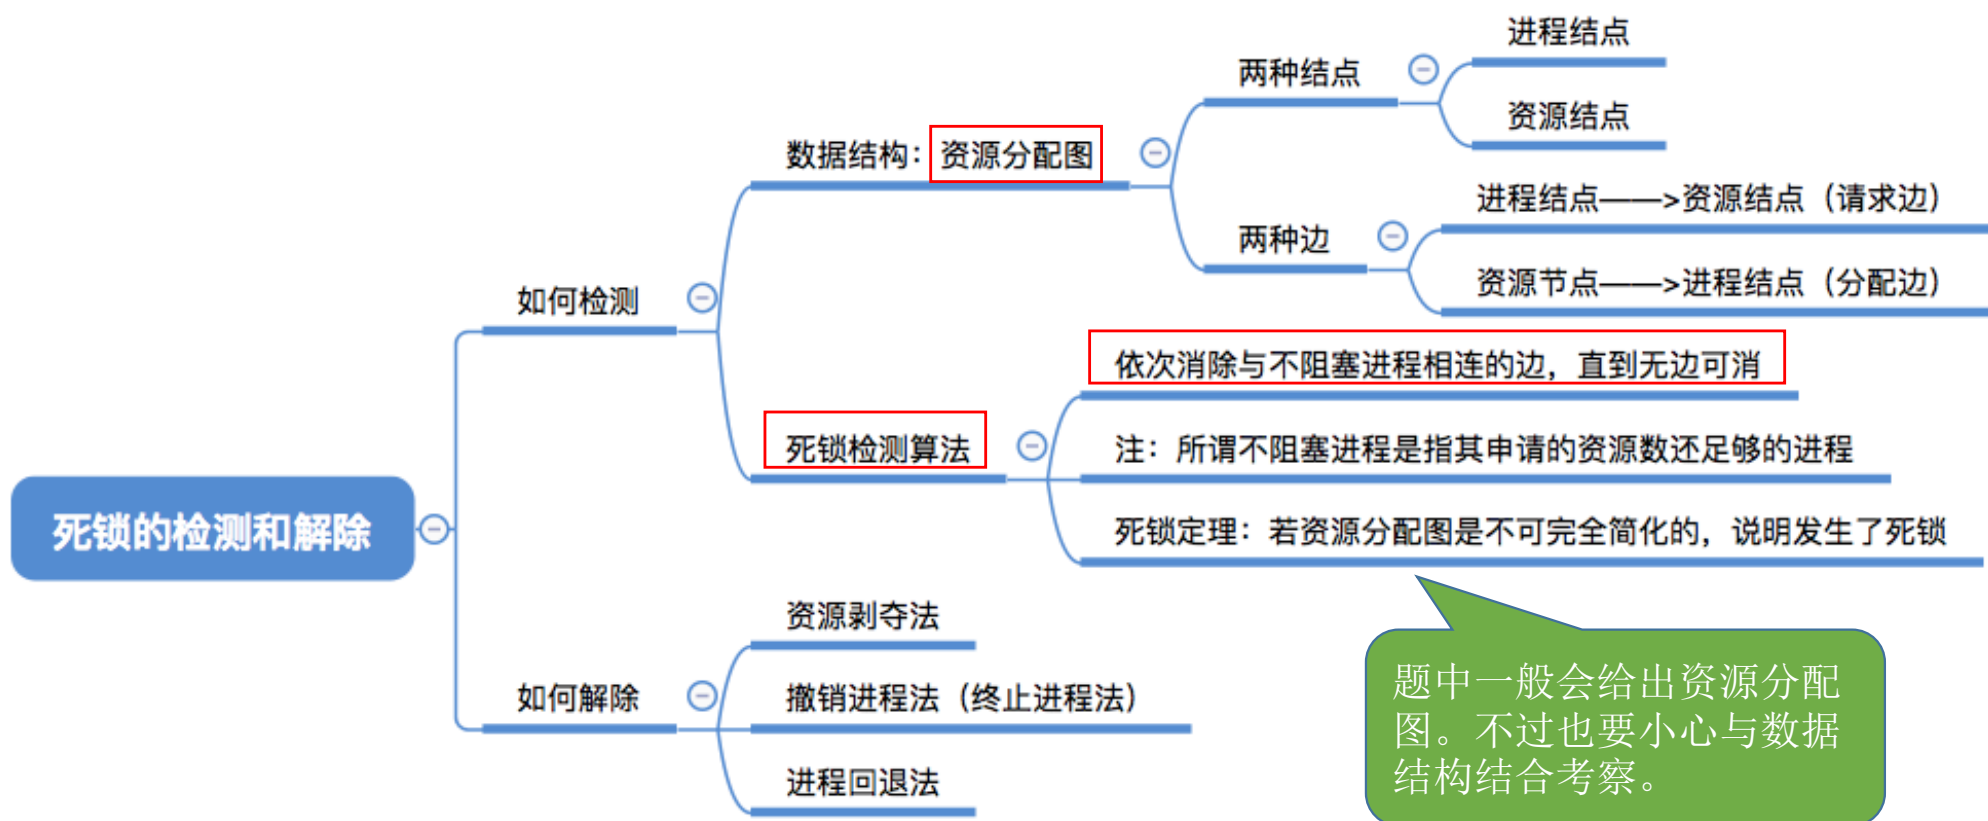 死锁的检测和解除
如何检测
数据结构：资源分配图
两种结点
进程结点
资源结点
两种边
进程结点——>资源结点（请求边）
资源节点——>进程结点（分配边）
死锁检测算法
依次消除与不阻塞进程相连的边，直到无边可消
注：所谓不阻塞进程是指其申请的资源数还足够的进程
死锁定理：若资源分配图是不可完全简化的，说明发生了死锁
如何解除
资源剥夺法
撤销进程法（终止进程法）
进程回退法
题中一般会给出资源分配
图。不过也要小心与数据
结构结合考察。